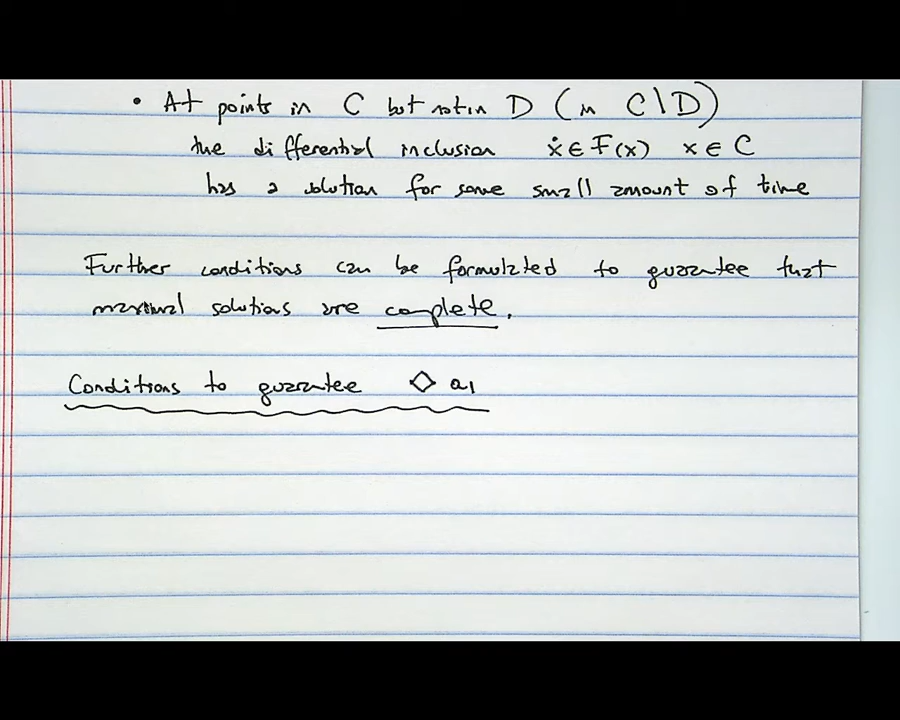 • At points in C but not in D (in C\D)
the differential inclusion ẋ ∈ F(x) x ∈ C
has a solution for some small amount of time
Further conditions can be formulated to guarantee that
maximal solutions are complete.
Conditions to guarantee ◇ a₁